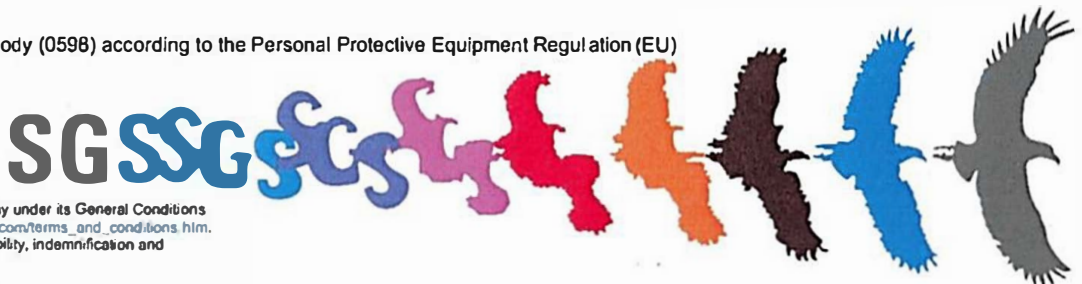 ody (0598) according to the Personal Protective Equipment Regulation (EU)
SGSSG
SGS
y under its General Conditions
com/terms_and_conditions.htm.
bility, indemnification and